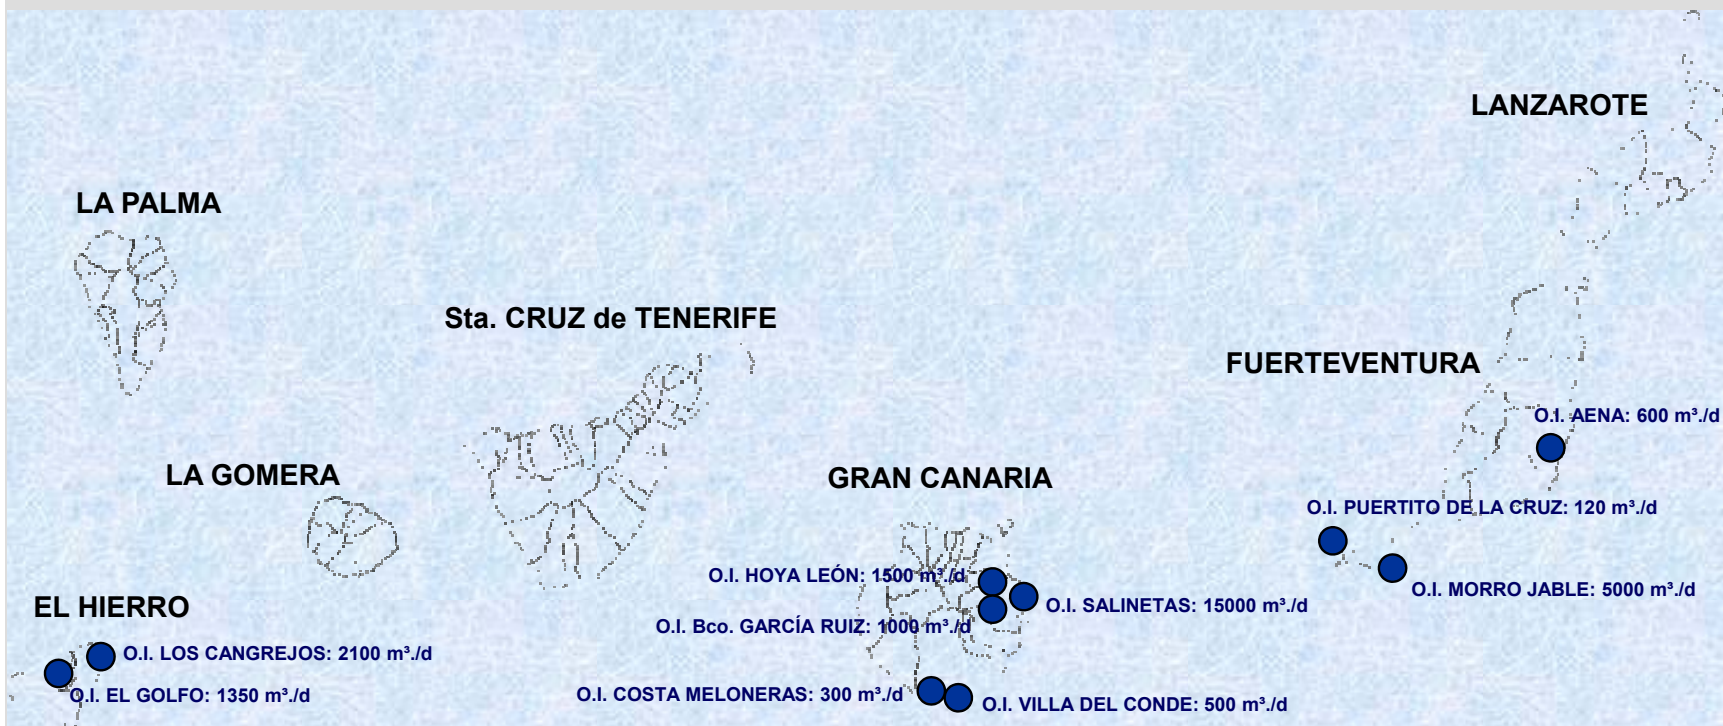 LANZAROTE
LA PALMA
Sta. CRUZ de TENERIFE
FUERTEVENTURA
O.I. AENA: 600 m³./d
LA GOMERA
GRAN CANARIA
O.I. PUERTITO DE LA CRUZ: 120 m³./d
O.I. HOYA LEÓN: 1500 m³./d
O.I. MORRO JABLE: 5000 m³./d
EL HIERRO
O.I. SALINETAS: 15000 m³./d
O.I. Bco. GARCÍA RUIZ: 1000 m³./d
O.I. LOS CANGREJOS: 2100 m³./d
O.I. EL GOLFO: 1350 m³./d
O.I. COSTA MELONERAS: 300 m³./d
O.I. VILLA DEL CONDE: 500 m³./d